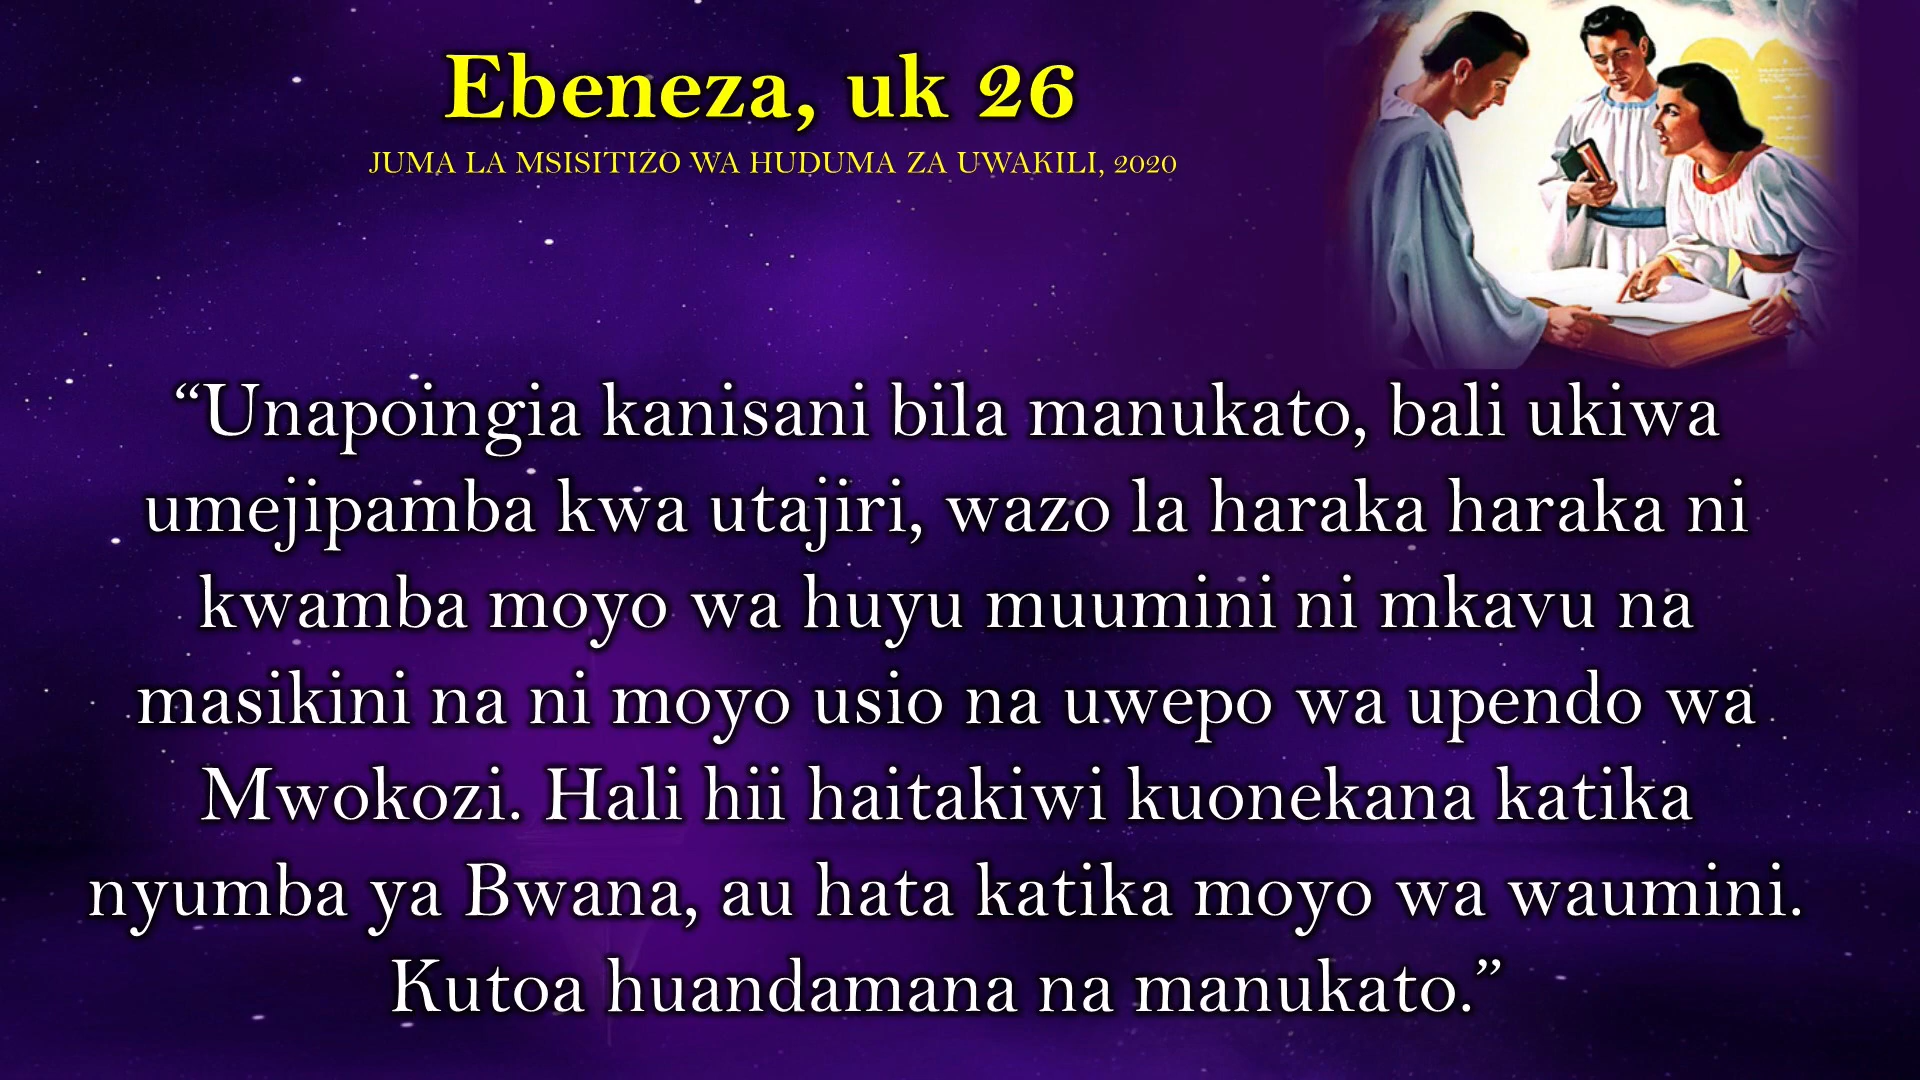 Ebeneza, uk 26
JUMA LA MSISITIZO WA HUDUMA ZA UWAKILI, 2020
“Unapoingia kanisani bila manukato, bali ukiwa
umejipamba kwa utajiri, wazo la haraka haraka ni
kwamba moyo wa huyu muumini ni mkavu na
masikini na ni moyo usio na uwepo wa upendo wa
Mwokozi. Hali hii haitakiwi kuonekana katika
nyumba ya Bwana, au hata katika moyo wa waumini.
Kutoa huandamana na manukato.”